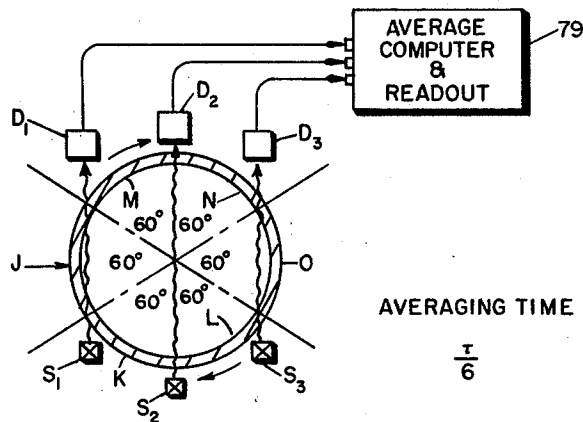 AVERAGE
COMPUTER
&
READOUT
79
D1
D2
D3
M
N
60° 60°
J
60° 60°
O
60° 60°
L
K
S1
S2
S3
AVERAGING TIME
τ
6